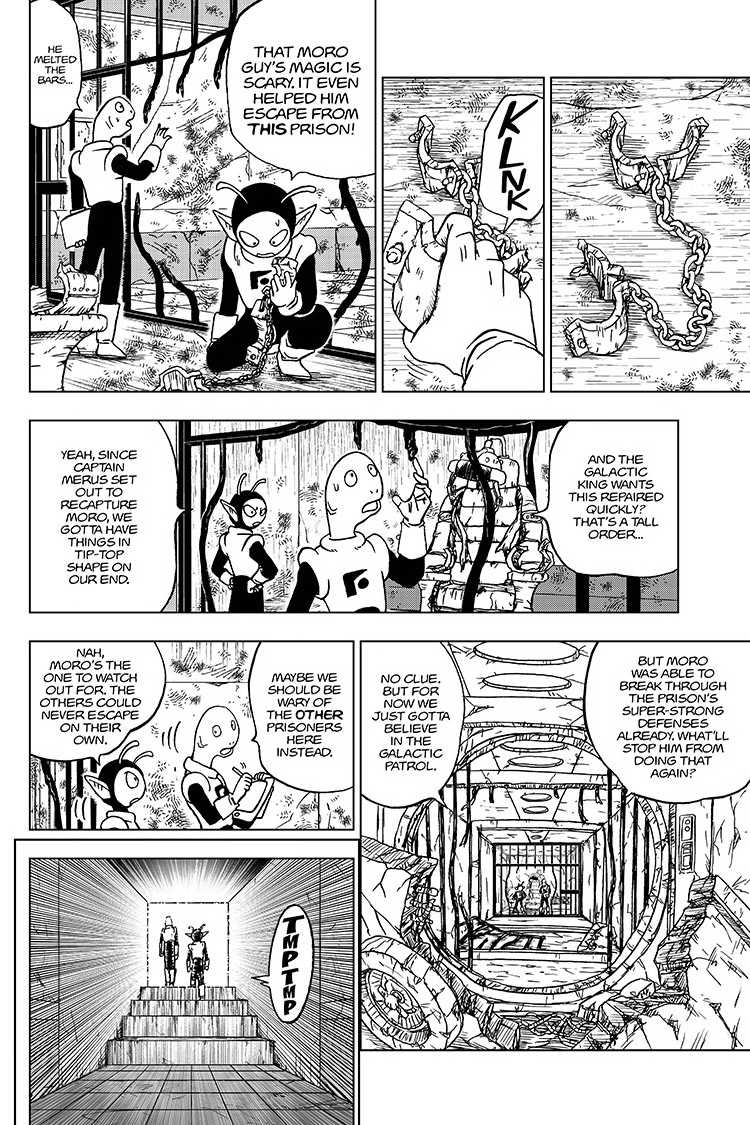 KLNK
THAT MORO
GUY'S MAGIC IS
SCARY. IT EVEN
HELPED HIM
ESCAPE FROM
THIS PRISON!
HE
MELTED
THE
BARS...
AND THE
GALACTIC
KING WANTS
THIS REPAIRED
QUICKLY?
THAT'S A TALL
ORDER...
YEAH, SINCE
CAPTAIN
MERUS SET
OUT TO
RECAPTURE
MORO, WE
GOTTA HAVE
THINGS IN
TIP-TOP
SHAPE ON
OUR END.
BUT MORO
WAS ABLE TO
BREAK THROUGH
THE PRISON'S
SUPER-STRONG
DEFENSES
ALREADY. WHAT'LL
STOP HIM FROM
DOING THAT
AGAIN?
NO CLUE.
BUT FOR
NOW WE
JUST GOTTA
BELIEVE
IN THE
GALACTIC
PATROL.
MAYBE WE
SHOULD BE
WARY OF
THE OTHER
PRISONERS
HERE
INSTEAD.
NAH,
MORO'S THE
ONE TO WATCH
OUT FOR. THE
OTHERS COULD
NEVER ESCAPE
ON THEIR
OWN.
TMP TMP